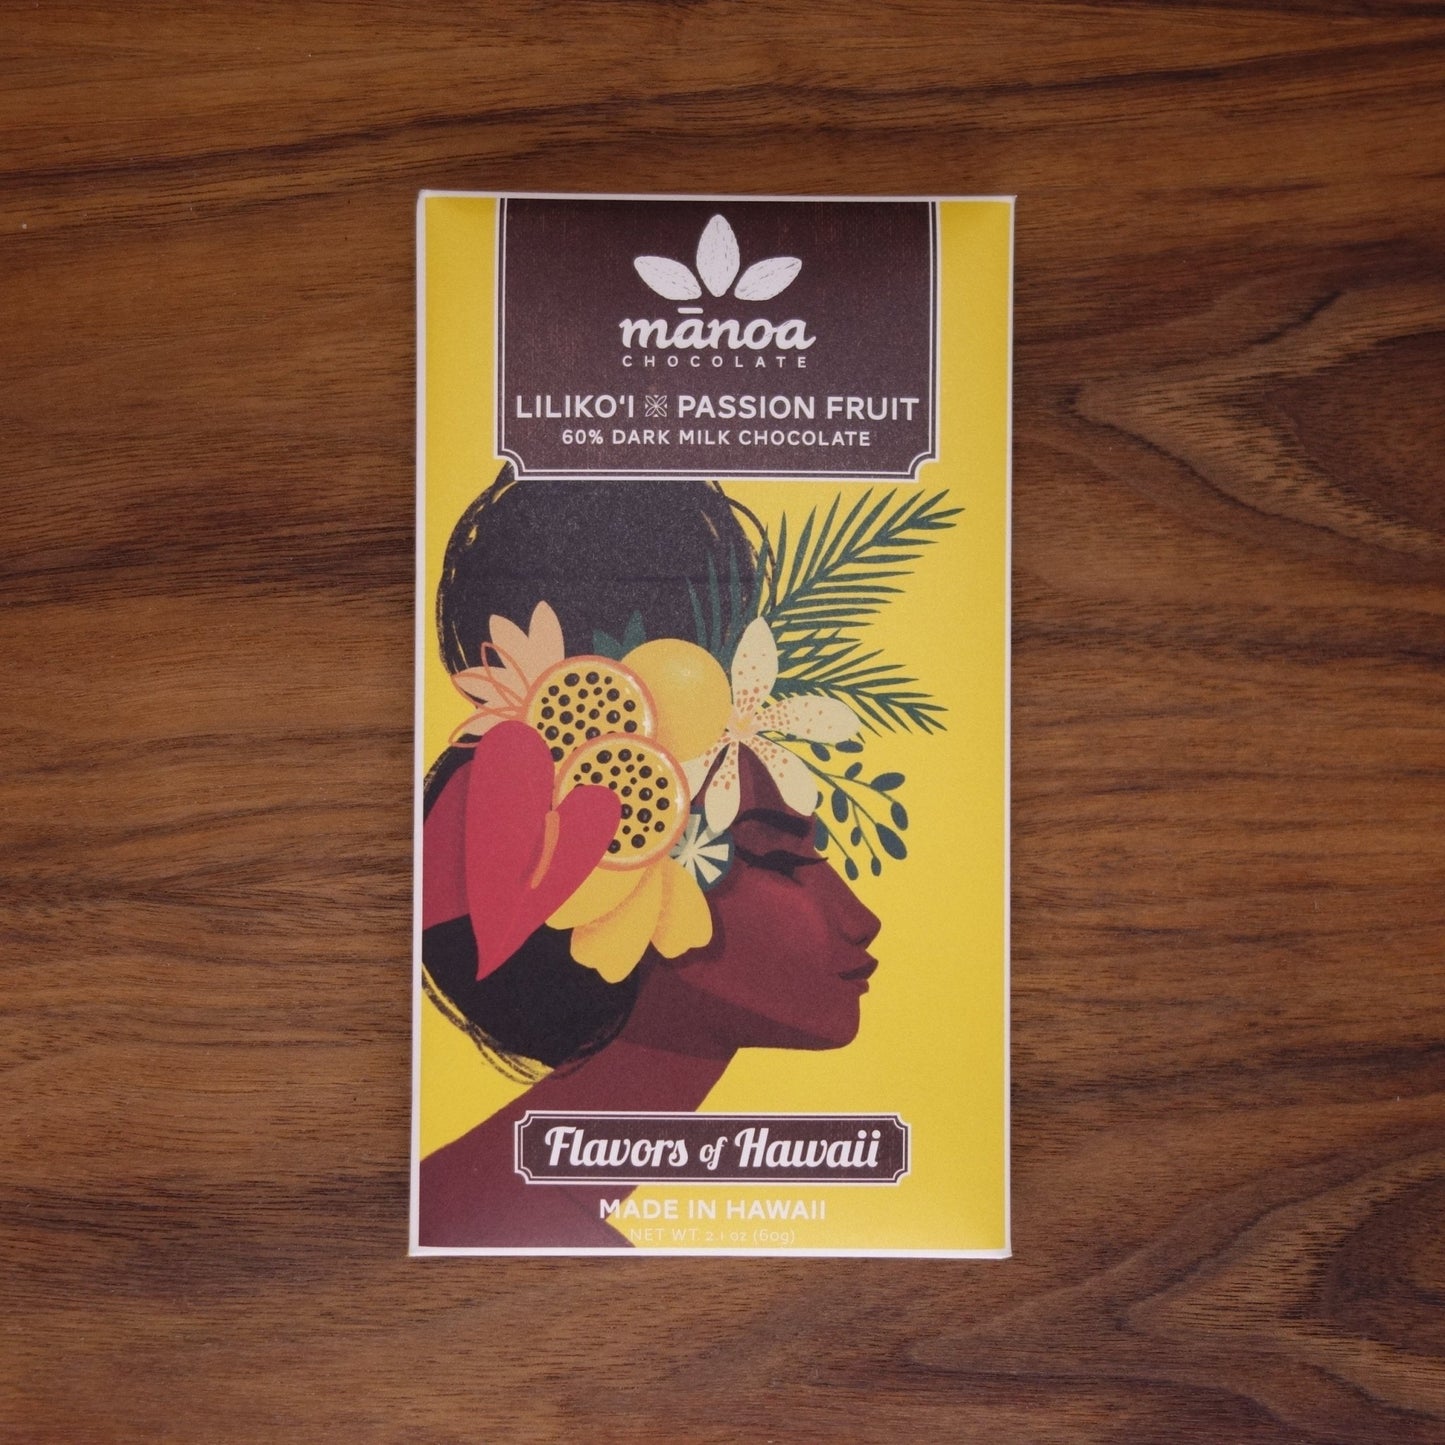 mānoa
CHOCOLATE
LILIKO‘I PASSION FRUIT
60% DARK MILK CHOCOLATE
Flavors of Hawaii
MADE IN HAWAII
NET WT. 2.1 oz (60g)